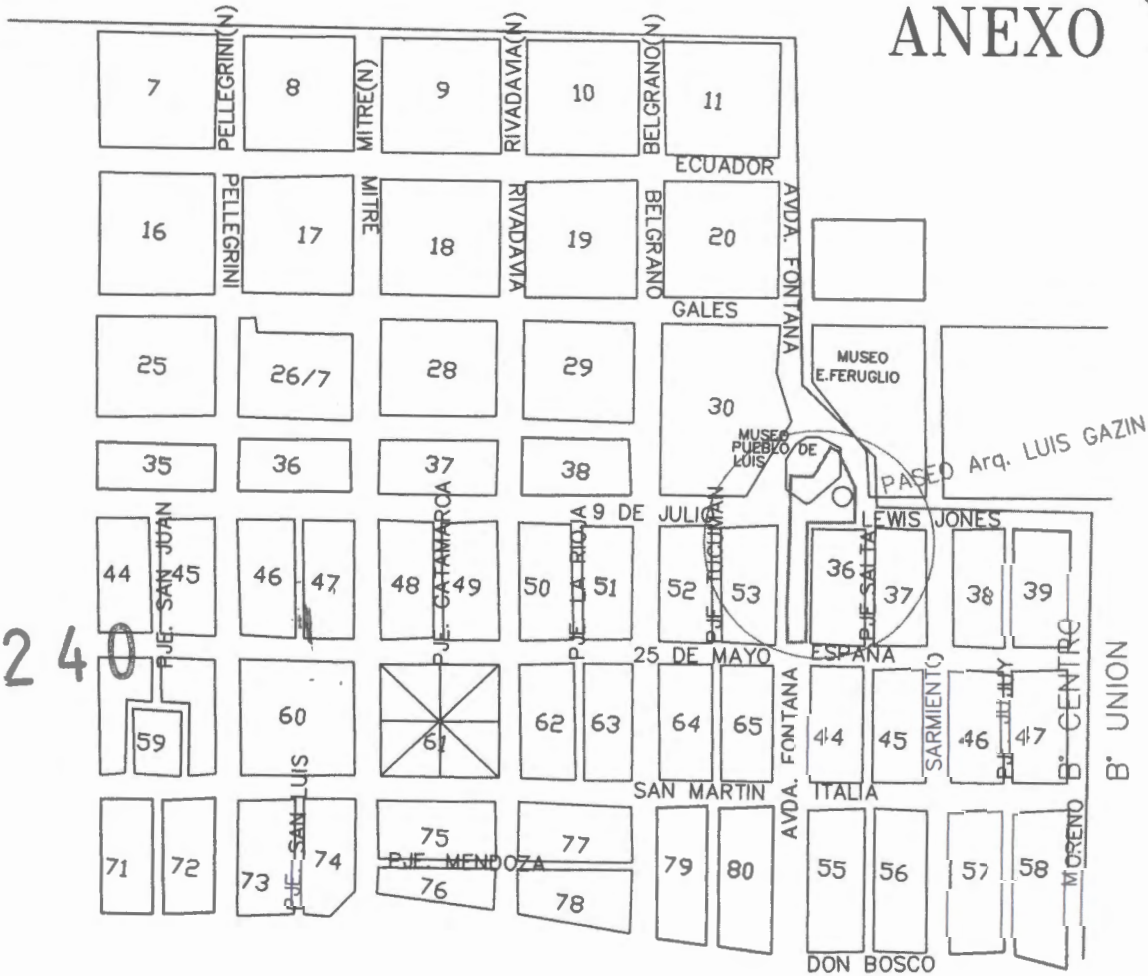 ANEXO
7
PELLEGRINI(N)
8
MITRE(N)
9
RIVADAVIA(N)
10
BELGRANO(N)
11
ECUADOR
16
PELLEGRINI
17
MITRE
18
RIVADAVIA
19
BELGRANO
20
AVDA. FONTANA
GALES
25
26/7
28
29
30
MUSEO
E.FERUGLIO
MUSEO
PUEBLO DE
LUIS
PASEO Arq. LUIS GAZIN
35
36
37
38
9 DE JULIO
LEWIS JONES
44
PJE. SAN JUAN
45
46
47
48
PJE. CATAMARCA
49
50
PJE. LA RIOJA
51
52
PJE TUCUMAN
53
36
PJE SALTA
37
38
39
240
25 DE MAYO
ESPAÑA
59
60
61
62
63
64
65
AVDA. FONTANA
44
45
SARMIENTO
46
PJE JUJUY
47
B° CENTRO
B° UNION
SAN MARTIN
ITALIA
71
72
73
PJE. SAN LUIS
74
75
PJE. MENDOZA
76
77
78
79
80
55
56
57
58
MORENO
DON BOSCO